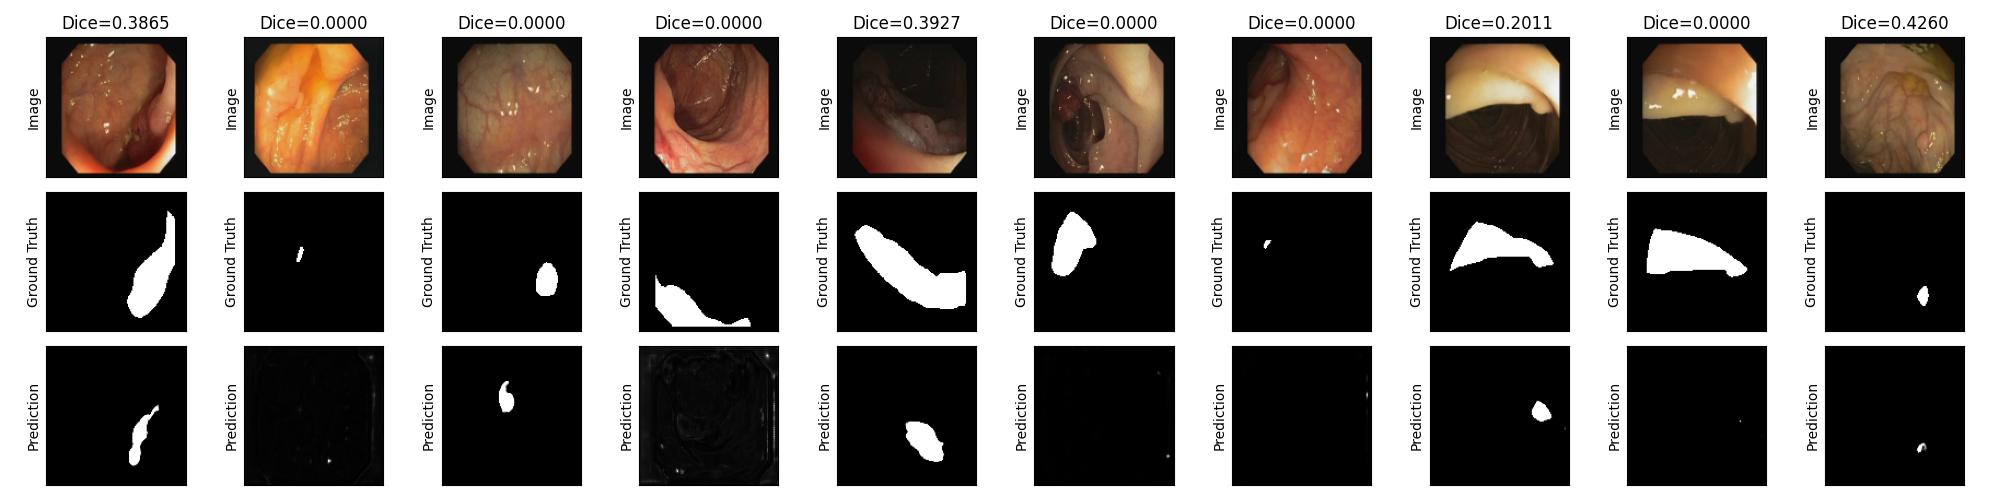 Dice=0.3865 Dice=0.0000 Dice=0.0000 Dice=0.0000 Dice=0.3927 Dice=0.0000 Dice=0.0000 Dice=0.2011 Dice=0.0000 Dice=0.4260
Image Image Image Image Image Image Image Image Image Image
Ground Truth Ground Truth Ground Truth Ground Truth Ground Truth Ground Truth Ground Truth Ground Truth Ground Truth Ground Truth
Prediction Prediction Prediction Prediction Prediction Prediction Prediction Prediction Prediction Prediction